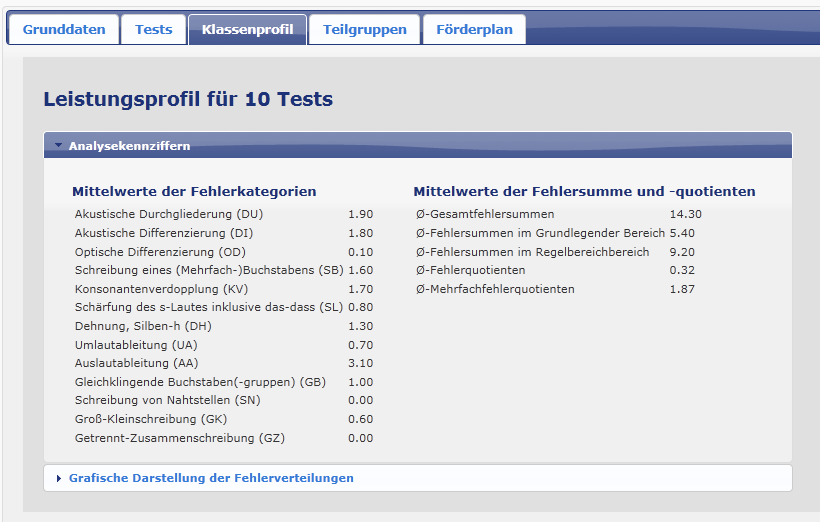 Grunddaten Tests Klassenprofil Teilgruppen Förderplan
Leistungsprofil für 10 Tests
Analysekennziffern
Mittelwerte der Fehlerkategorien
Akustische Durchgliederung (DU) 1.90
Akustische Differenzierung (DI) 1.80
Optische Differenzierung (OD) 0.10
Schreibung eines (Mehrfach-)Buchstabens (SB) 1.60
Konsonantenverdopplung (KV) 1.70
Schärfung des s-Lautes inklusive das-dass (SL) 0.80
Dehnung, Silben-h (DH) 1.30
Umlautableitung (UA) 0.70
Auslautableitung (AA) 3.10
Gleichklingende Buchstaben(-gruppen) (GB) 1.00
Schreibung von Nahtstellen (SN) 0.00
Groß-Kleinschreibung (GK) 0.60
Getrennt-Zusammenschreibung (GZ) 0.00
Mittelwerte der Fehlersumme und -quotienten
Ø-Gesamtfehlersummen 14.30
Ø-Fehlersummen im Grundlegender Bereich 5.40
Ø-Fehlersummen im Regelbereichbereich 9.20
Ø-Fehlerquotienten 0.32
Ø-Mehrfachfehlerquotienten 1.87
Grafische Darstellung der Fehlerverteilungen